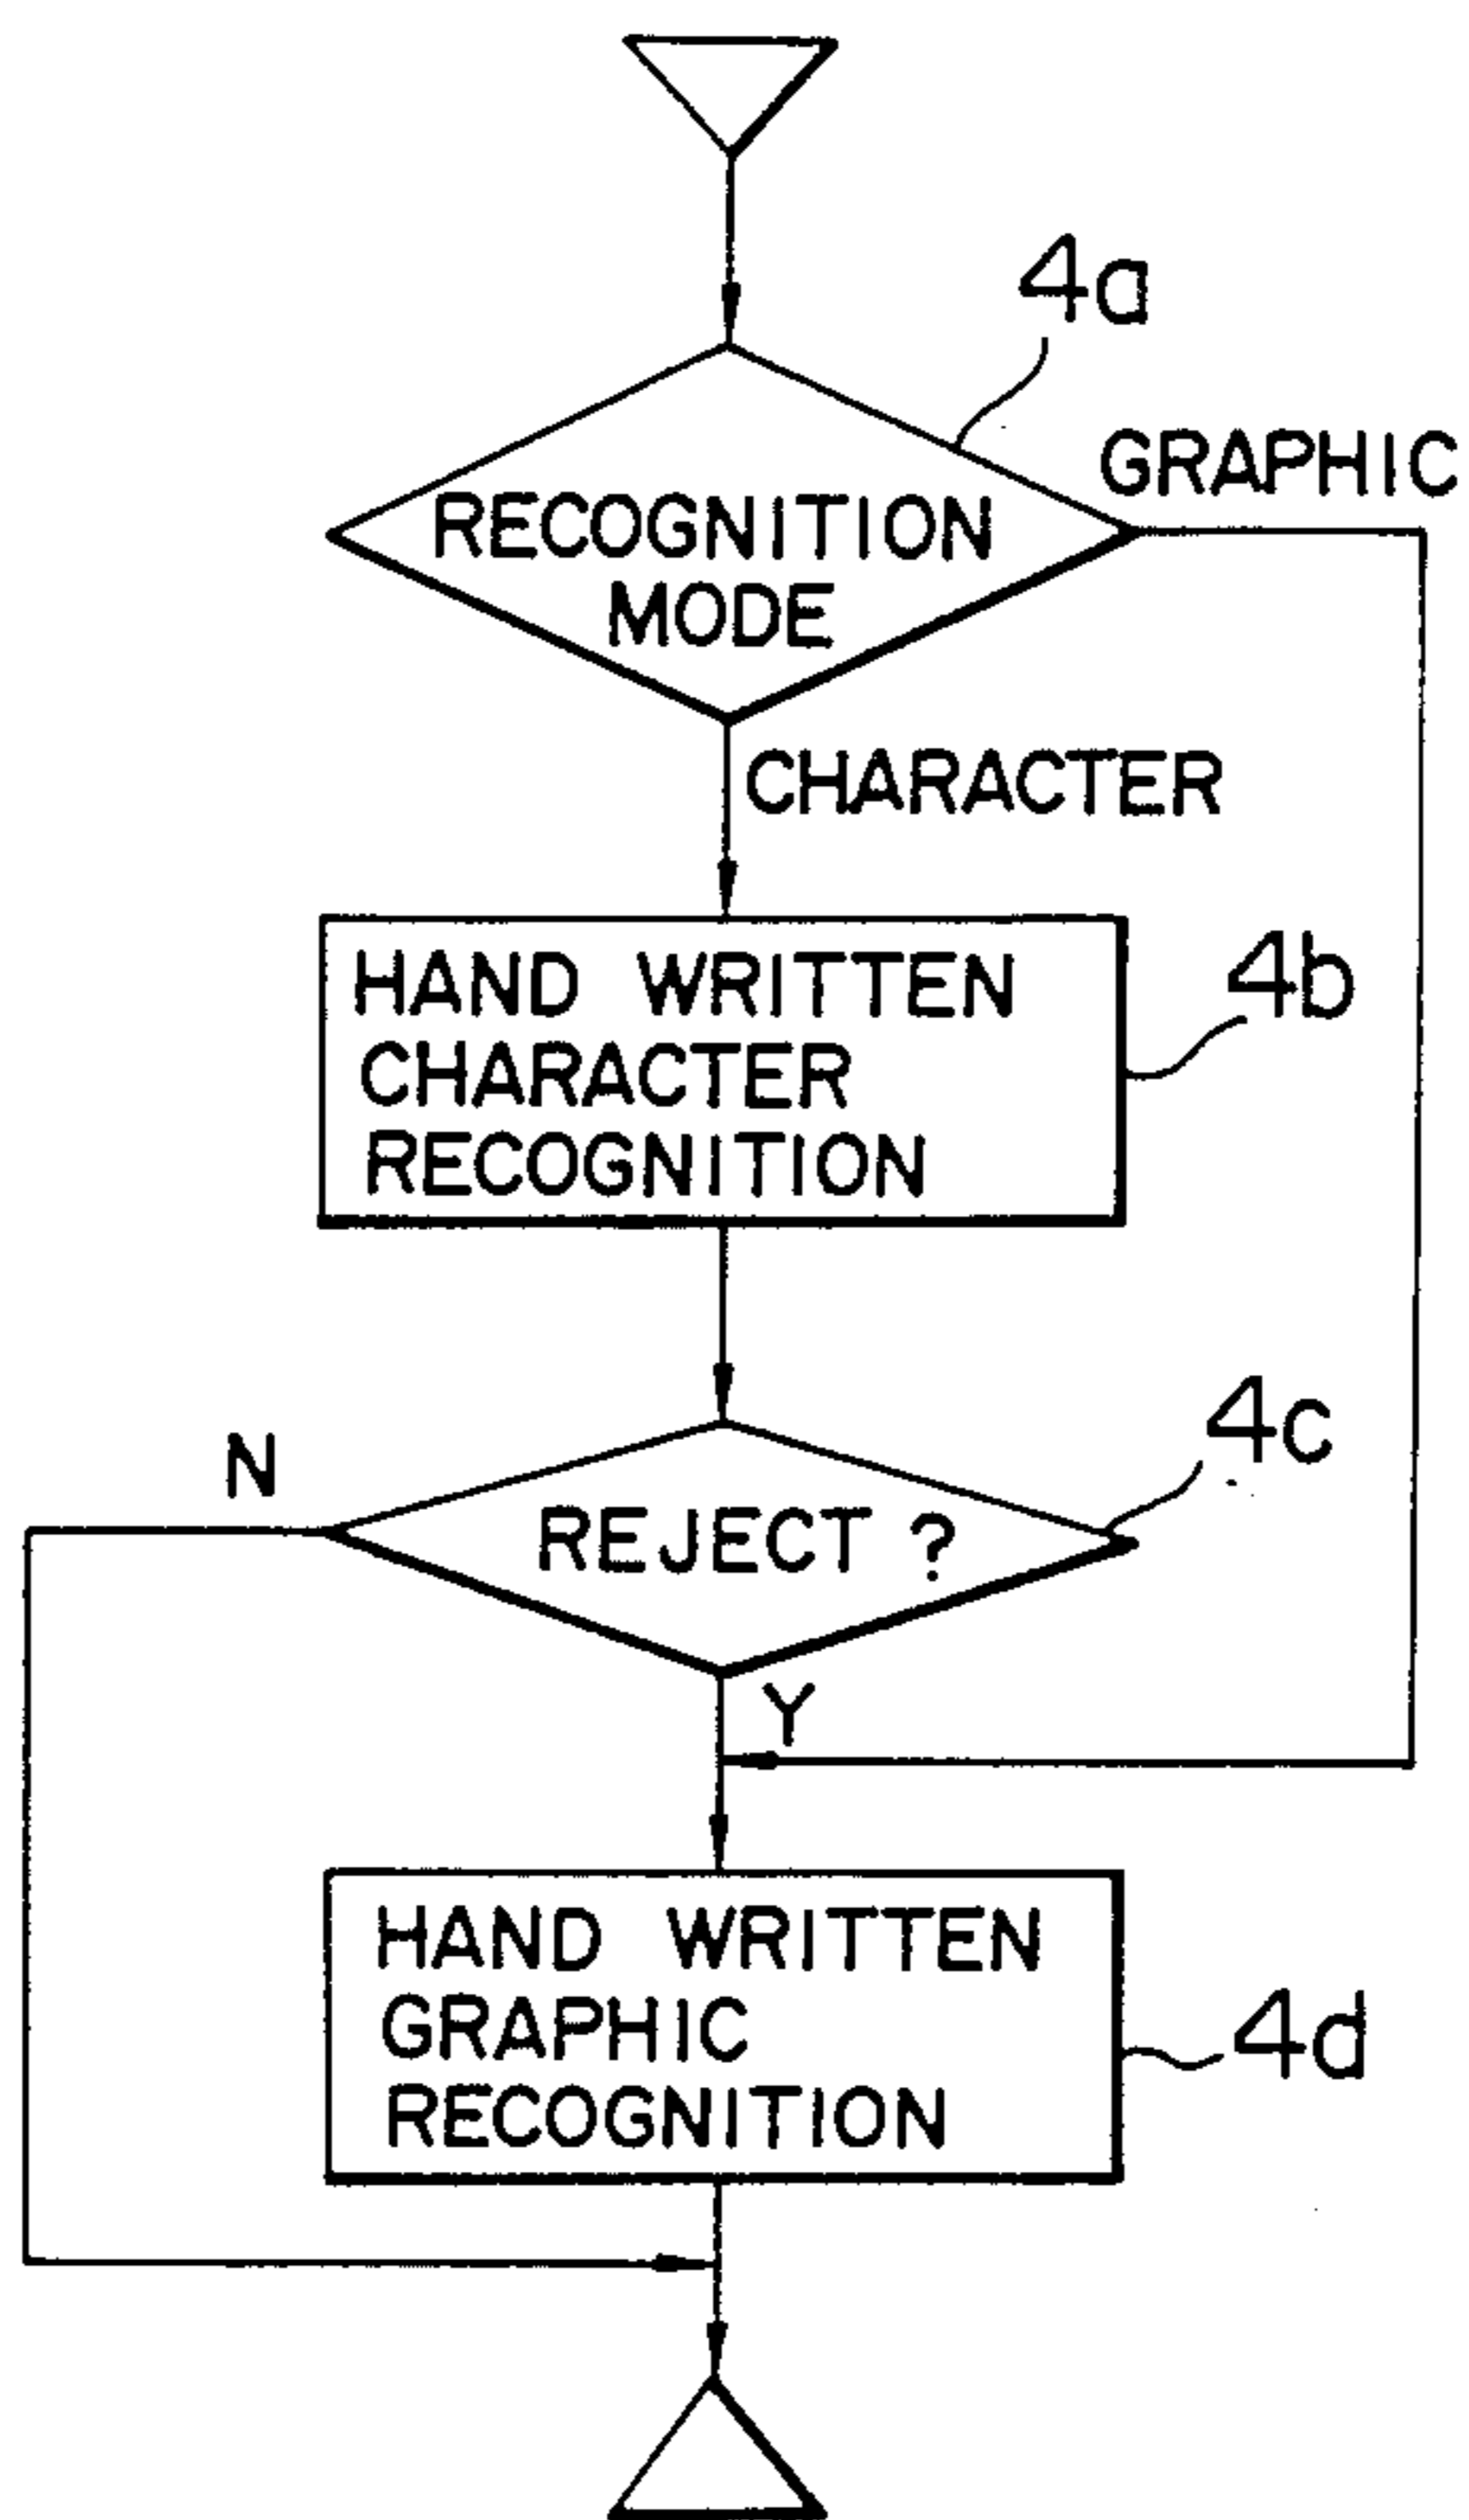 4a
GRAPHIC
RECOGNITION
MODE
CHARACTER
HAND WRITTEN
CHARACTER
RECOGNITION
4b
4c
N
REJECT ?
Y
HAND WRITTEN
GRAPHIC
RECOGNITION
4d